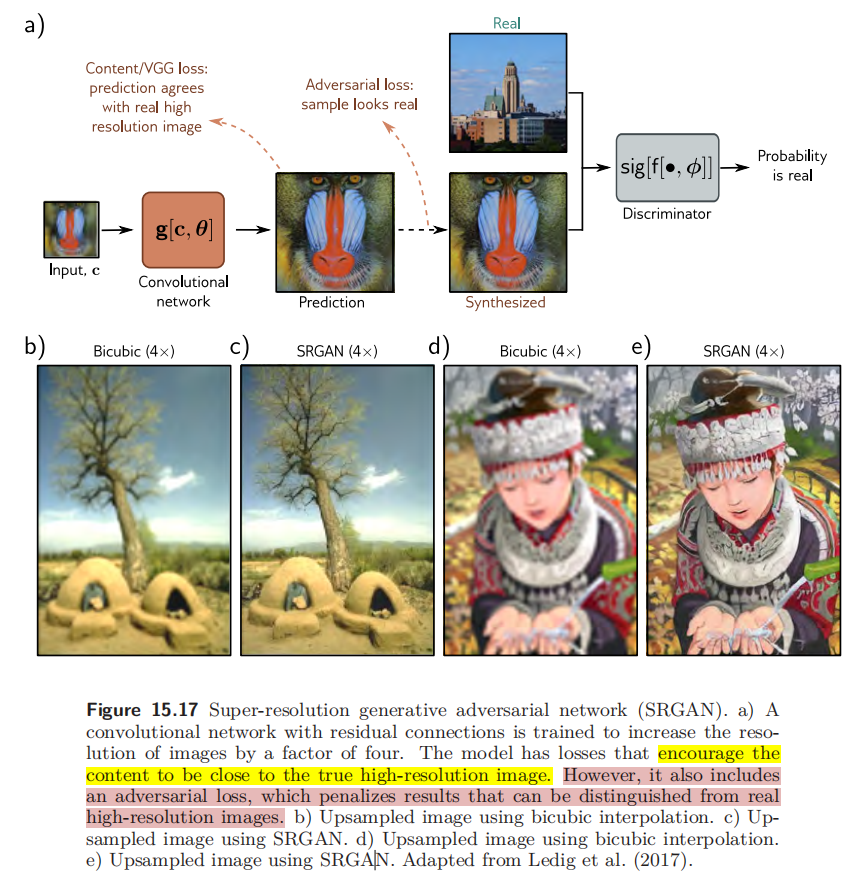 a)
Real
Content/VGG loss:
prediction agrees
with real high
resolution image
Adversarial loss:
sample looks real
sig[f[•, ϕ]]
Probability
is real
Discriminator
g[c, θ]
Input, c
Convolutional
network
Prediction
Synthesized
b)
Bicubic (4×)
c)
SRGAN (4×)
d)
Bicubic (4×)
e)
SRGAN (4×)
Figure 15.17 Super-resolution generative adversarial network (SRGAN). a) A
convolutional network with residual connections is trained to increase the reso-
lution of images by a factor of four. The model has losses that encourage the
content to be close to the true high-resolution image. However, it also includes
an adversarial loss, which penalizes results that can be distinguished from real
high-resolution images. b) Upsampled image using bicubic interpolation. c) Up-
sampled image using SRGAN. d) Upsampled image using bicubic interpolation.
e) Upsampled image using SRGAN. Adapted from Ledig et al. (2017).